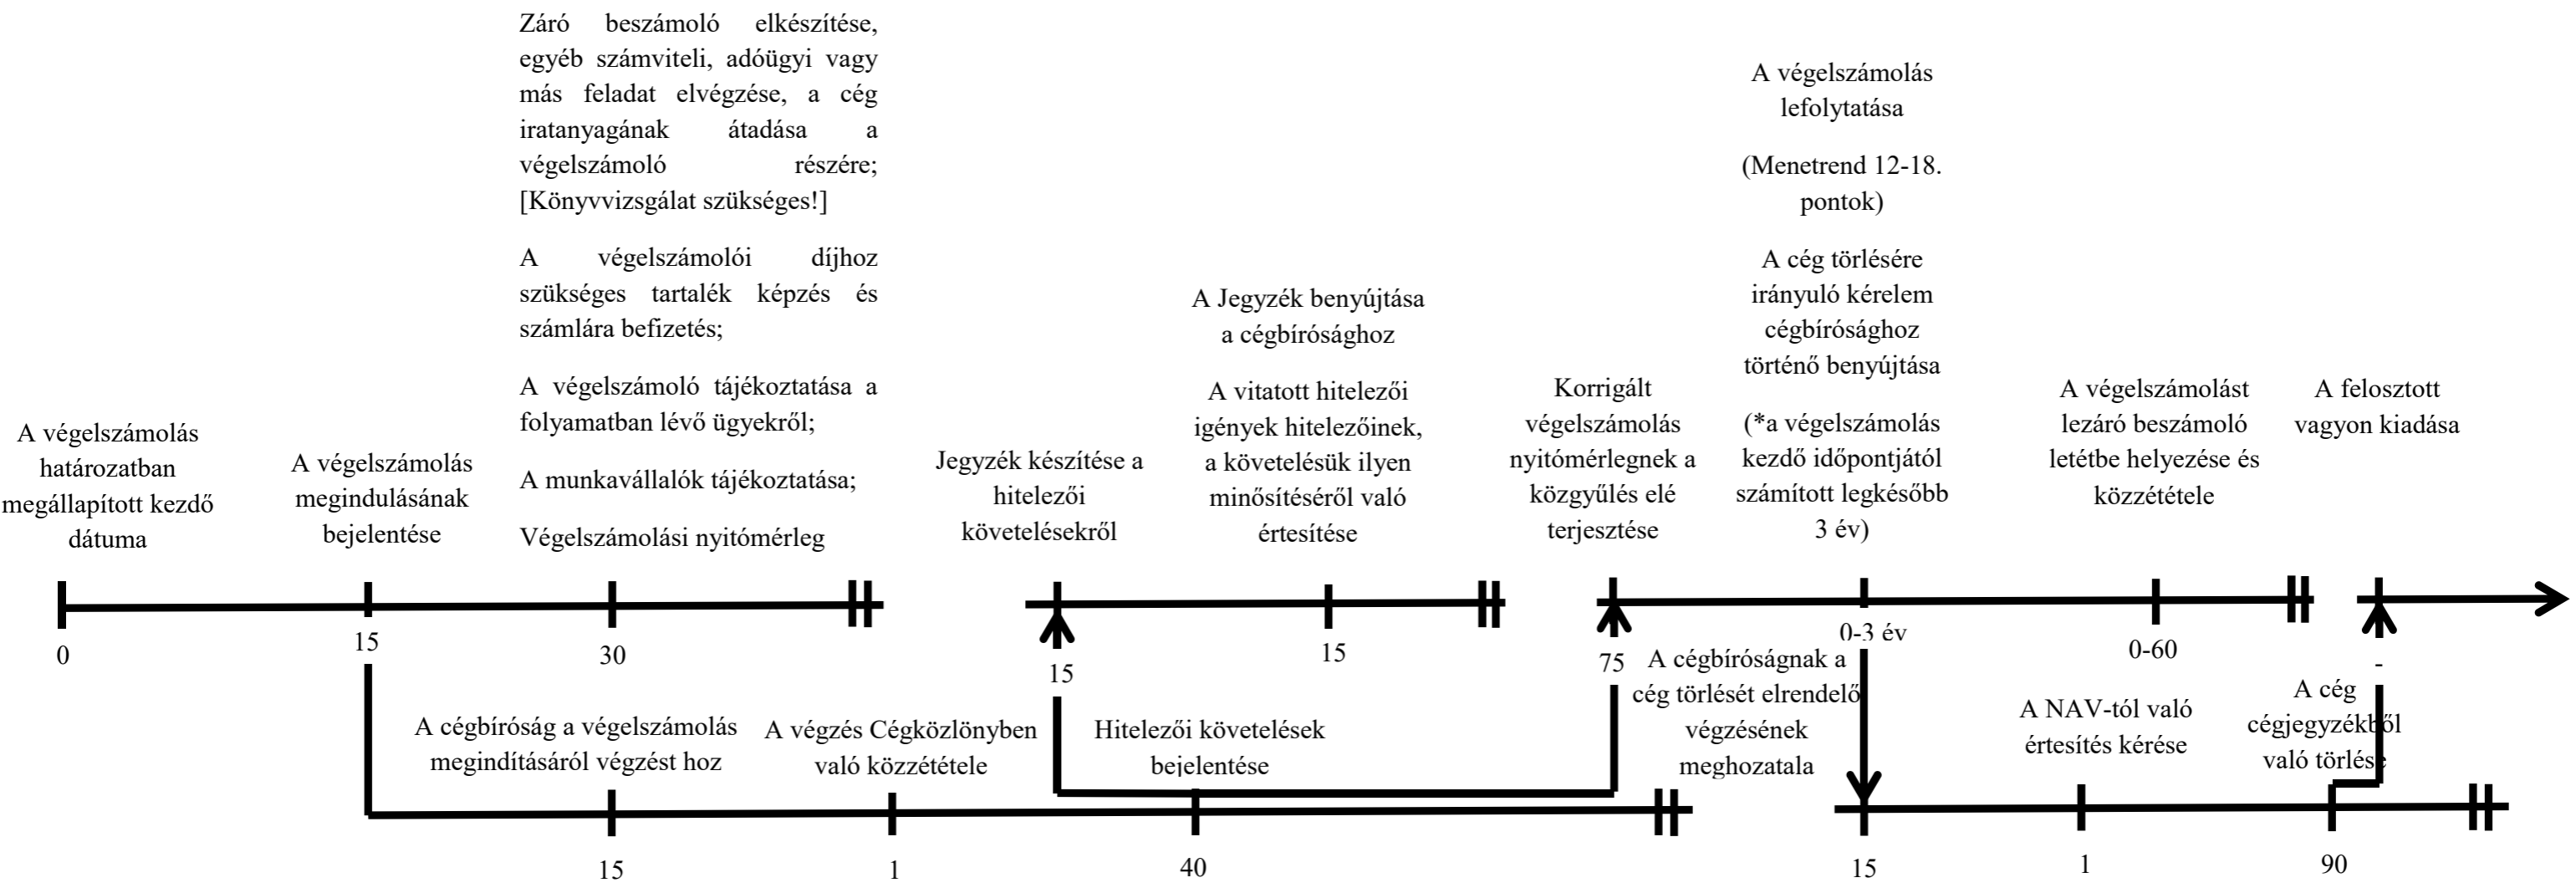 Záró beszámoló elkészítése,
egyéb számviteli, adóügyi vagy
más feladat elvégzése, a cég
iratanyagának átadása a
végelszámoló részére;
[Könyvvizsgálat szükséges!]
A végelszámolói díjhoz
szükséges tartalék képzés és
számlára befizetés;
A végelszámoló tájékoztatása a
folyamatban lévő ügyekről;
A munkavállalók tájékoztatása;
Végelszámolási nyitómérleg
A végelszámolás
határozatban
megállapított kezdő
dátuma
A végelszámolás
megindulásának
bejelentése
Jegyzék készítése a
hitelezői
követelésekről
A Jegyzék benyújtása
a cégbírósághoz
A vitatott hitelezői
igények hitelezőinek,
a követelésük ilyen
minősítéséről való
értesítése
Korrigált
végelszámolás
nyitómérlegnek a
közgyűlés elé
terjesztése
A végelszámolás
lefolytatása
(Menetrend 12-18.
pontok)
A cég törlésére
irányuló kérelem
cégbírósághoz
történő benyújtása
(*a végelszámolás
kezdő időpontjától
számított legkésőbb
3 év)
A végelszámolást
lezáró beszámoló
letétbe helyezése és
közzététele
A felosztott
vagyon kiadása
0
15
30
15
15
75
0-3 év
0-60
-
A cégbíróság a végelszámolás
megindításáról végzést hoz
A végzés Cégközlönyben
való közzététele
Hitelezői követelések
bejelentése
A cégbíróságnak a
cég törlését elrendelő
végzésének
meghozatala
A NAV-tól való
értesítés kérése
A cég
cégjegyzékből
való törlése
15
1
40
15
1
90